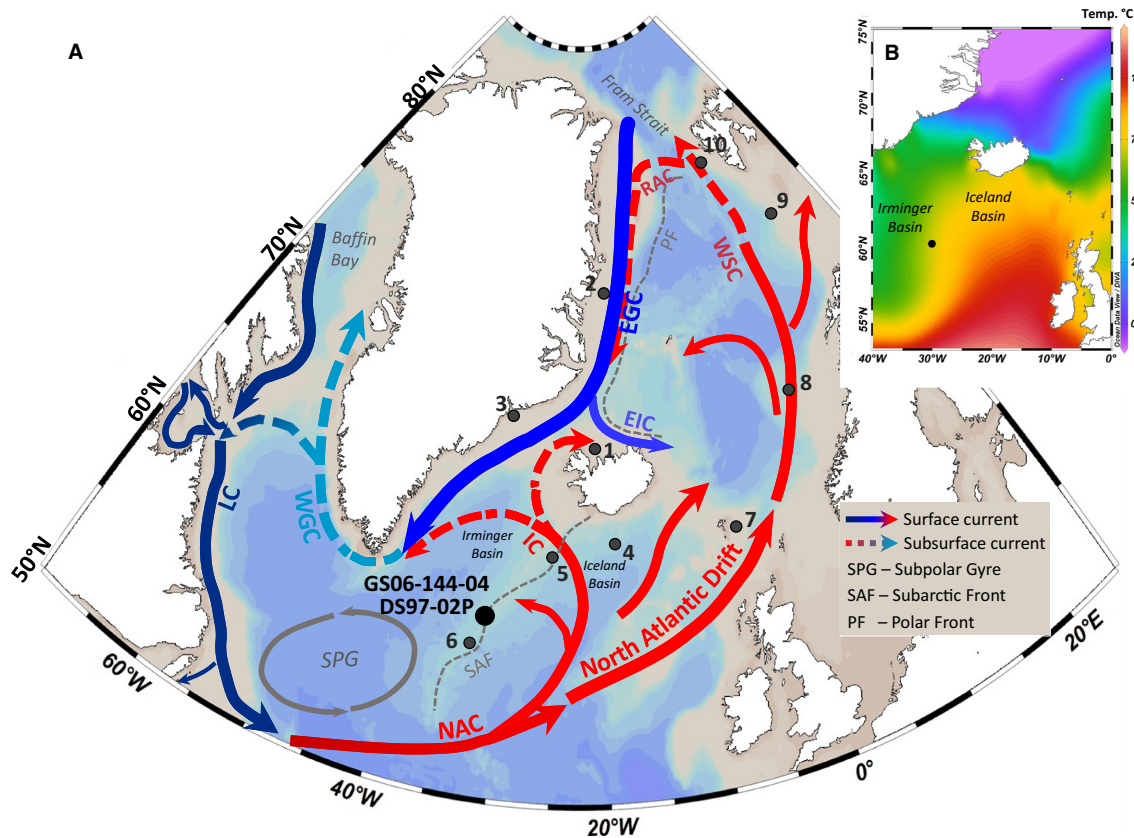 A
80°N
70°N
60°N
50°N
60°W
40°W
20°W
0°
20°E
Fram Strait
Baffin
Bay
RAC
PF
WSC
EGC
EIC
LC
WGC
Irminger
Basin
IC
Iceland
Basin
GS06-144-04
DS97-02P
SPG
SAF
NAC
North Atlantic Drift
1
2
3
4
5
6
7
8
9
10
Surface current
Subsurface current
SPG – Subpolar Gyre
SAF – Subarctic Front
PF – Polar Front
B
Temp. °C
75°N
70°N
65°N
60°N
55°N
40°W
30°W
20°W
10°W
0°
Irminger
Basin
Iceland
Basin
Ocean Data View / DIVA